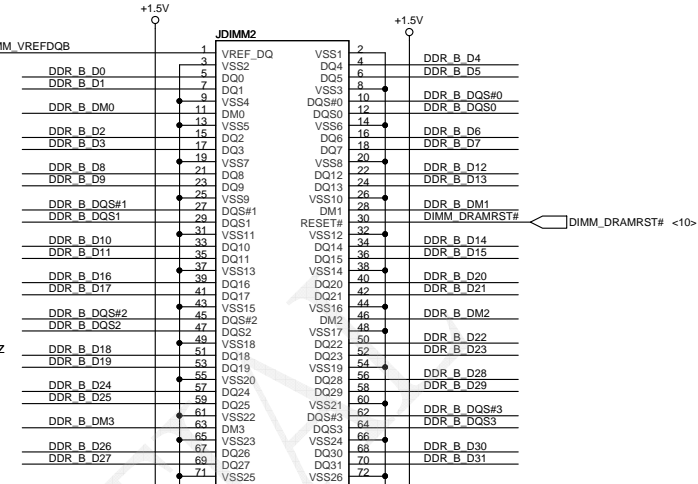 +1.5V
+1.5V
JDIMM2
MM_VREFDQB 1 VREF_DQ VSS1 2
3 VSS2 DQ4 4 DDR_B_D4
DDR_B_D0 5 DQ0 DQ5 6 DDR_B_D5
DDR_B_D1 7 DQ1 VSS3 8
9 VSS4 DQS#0 10 DDR_B_DQS#0
DDR_B_DM0 11 DM0 DQS0 12 DDR_B_DQS0
13 VSS5 VSS6 14
DDR_B_D2 15 DQ2 DQ6 16 DDR_B_D6
DDR_B_D3 17 DQ3 DQ7 18 DDR_B_D7
19 VSS7 VSS8 20
DDR_B_D8 21 DQ8 DQ12 22 DDR_B_D12
DDR_B_D9 23 DQ9 DQ13 24 DDR_B_D13
25 VSS9 VSS10 26
DDR_B_DQS#1 27 DQS#1 DM1 28 DDR_B_DM1
DDR_B_DQS1 29 DQS1 RESET# 30 DIMM_DRAMRST# DIMM_DRAMRST# <10>
31 VSS11 VSS12 32
DDR_B_D10 33 DQ10 DQ14 34 DDR_B_D14
DDR_B_D11 35 DQ11 DQ15 36 DDR_B_D15
37 VSS13 VSS14 38
DDR_B_D16 39 DQ16 DQ20 40 DDR_B_D20
DDR_B_D17 41 DQ17 DQ21 42 DDR_B_D21
43 VSS15 VSS16 44
DDR_B_DQS#2 45 DQS#2 DM2 46 DDR_B_DM2
DDR_B_DQS2 47 DQS2 VSS17 48
49 VSS18 DQ22 50 DDR_B_D22
Z DDR_B_D18 51 DQ18 DQ23 52 DDR_B_D23
DDR_B_D19 53 DQ19 VSS19 54
55 VSS20 DQ28 56 DDR_B_D28
DDR_B_D24 57 DQ24 DQ29 58 DDR_B_D29
DDR_B_D25 59 DQ25 VSS21 60
61 VSS22 DQS#3 62 DDR_B_DQS#3
DDR_B_DM3 63 DM3 DQS3 64 DDR_B_DQS3
65 VSS23 VSS24 66
DDR_B_D26 67 DQ26 DQ30 68 DDR_B_D30
DDR_B_D27 69 DQ27 DQ31 70 DDR_B_D31
71 VSS25 VSS26 72